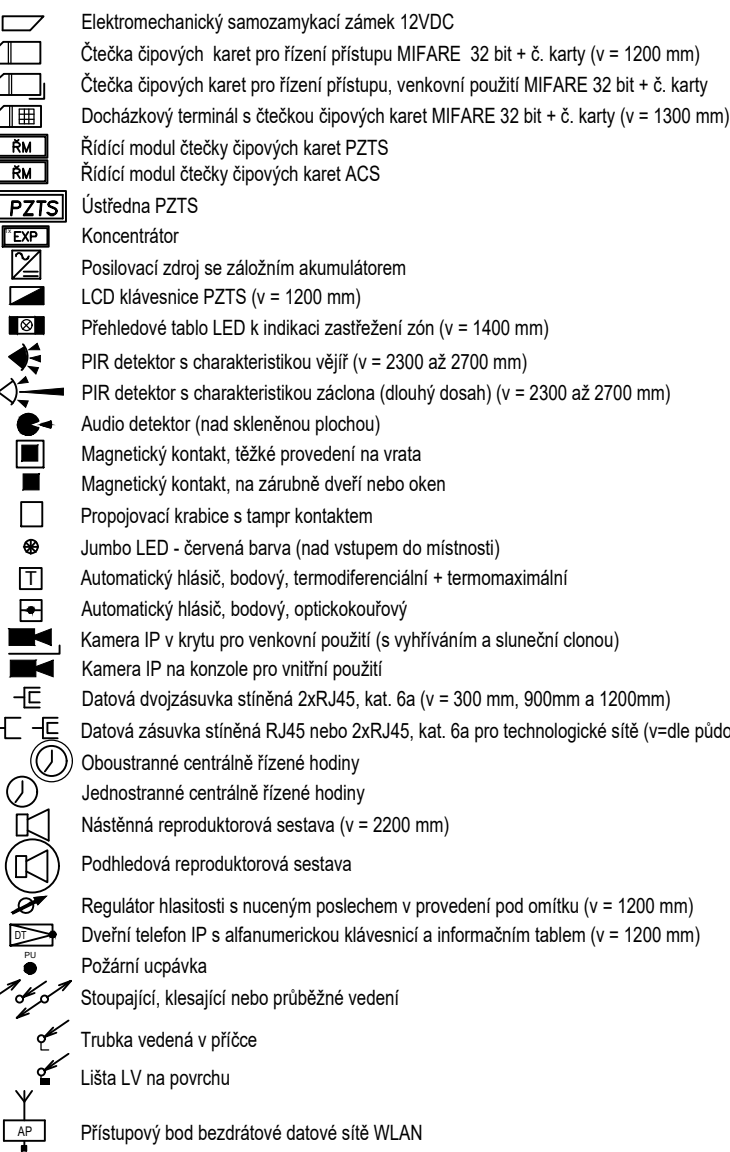 Elektromechanický samozamykací zámek 12VDC
Čtečka čipových karet pro řízení přístupu MIFARE 32 bit + č. karty (v = 1200 mm)
Čtečka čipových karet pro řízení přístupu, venkovní použití MIFARE 32 bit + č. karty
Docházkový terminál s čtečkou čipových karet MIFARE 32 bit + č. karty (v = 1300 mm)
ŘM Řídící modul čtečky čipových karet PZTS
ŘM Řídící modul čtečky čipových karet ACS
PZTS Ústředna PZTS
EXP Koncentrátor
Posilovací zdroj se záložním akumulátorem
LCD klávesnice PZTS (v = 1200 mm)
Přehledové tablo LED k indikaci zastřežení zón (v = 1400 mm)
PIR detektor s charakteristikou vějíř (v = 2300 až 2700 mm)
PIR detektor s charakteristikou záclona (dlouhý dosah) (v = 2300 až 2700 mm)
Audio detektor (nad skleněnou plochou)
Magnetický kontakt, těžké provedení na vrata
Magnetický kontakt, na zárubně dveří nebo oken
Propojovací krabice s tampr kontaktem
Jumbo LED - červená barva (nad vstupem do místnosti)
T Automatický hlásič, bodový, termodiferenciální + termomaximální
Automatický hlásič, bodový, optickokouřový
Kamera IP v krytu pro venkovní použití (s vyhříváním a sluneční clonou)
Kamera IP na konzole pro vnitřní použití
Datová dvojzásuvka stíněná 2xRJ45, kat. 6a (v = 300 mm, 900mm a 1200mm)
Datová zásuvka stíněná RJ45 nebo 2xRJ45, kat. 6a pro technologické sítě (v=dle půdo
Oboustranné centrálně řízené hodiny
Jednostranné centrálně řízené hodiny
Nástěnná reproduktorová sestava (v = 2200 mm)
Podhledová reproduktorová sestava
Regulátor hlasitosti s nuceným poslechem v provedení pod omítku (v = 1200 mm)
DT Dveřní telefon IP s alfanumerickou klávesnicí a informačním tablem (v = 1200 mm)
PU
Požární ucpávka
Stoupající, klesající nebo průběžné vedení
Trubka vedená v příčce
Lišta LV na povrchu
AP Přístupový bod bezdrátové datové sítě WLAN